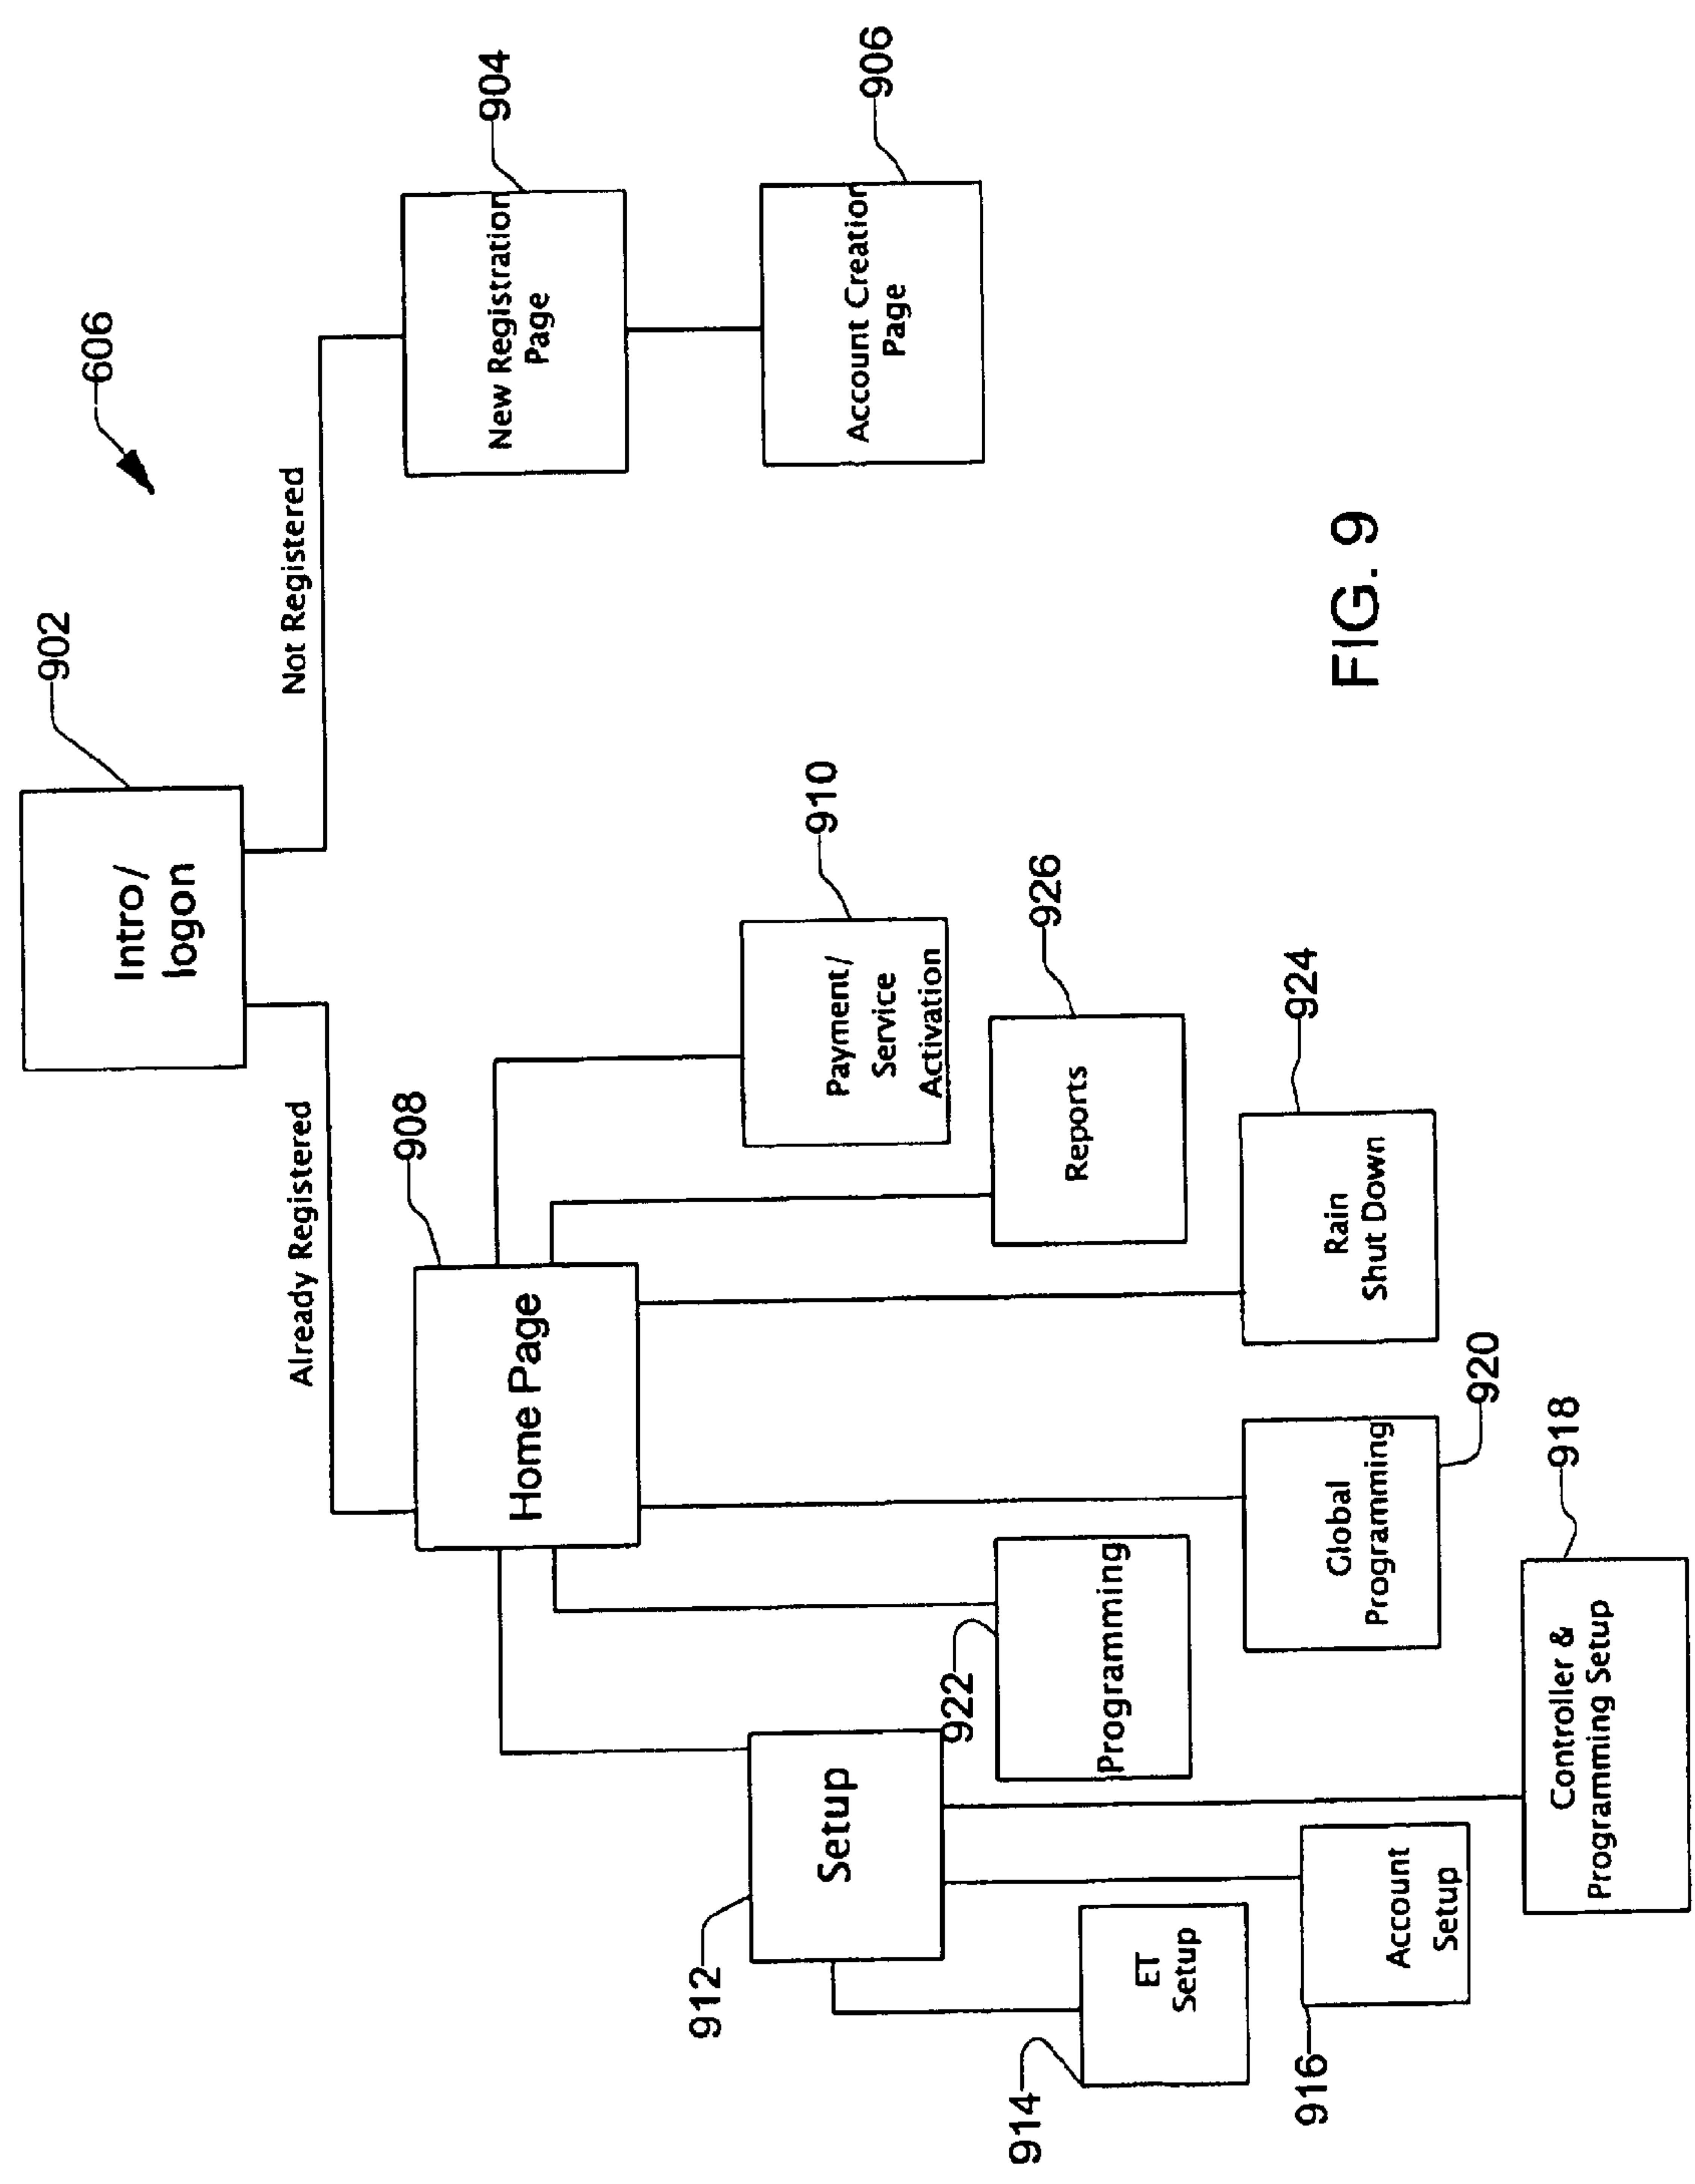 606
902
Intro/
logon
Already Registered
Not Registered
904
New Registration
Page
906
Account Creation
Page
908
Home Page
910
Payment/
Service
Activation
926
Reports
924
Rain
Shut Down
920
Global
Programming
922
Programming
912
Setup
914
ET
Setup
916
Account
Setup
918
Controller &
Programming Setup
FIG. 9